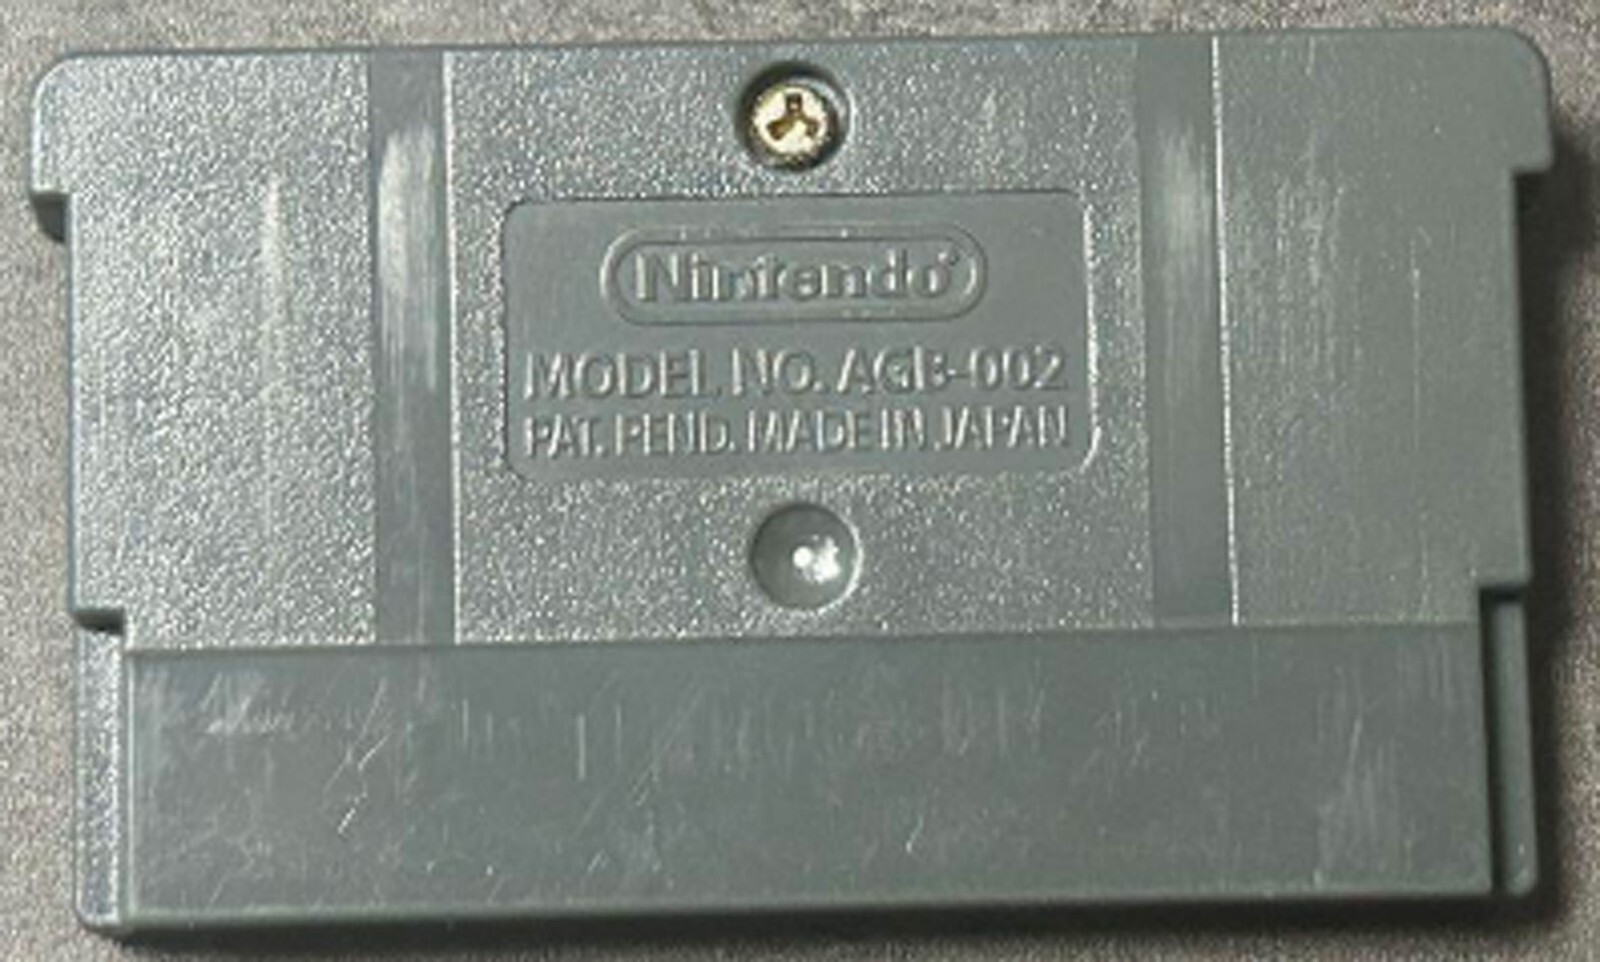 Nintendo®
MODEL NO. AGB-002
PAT. PEND. MADE IN JAPAN